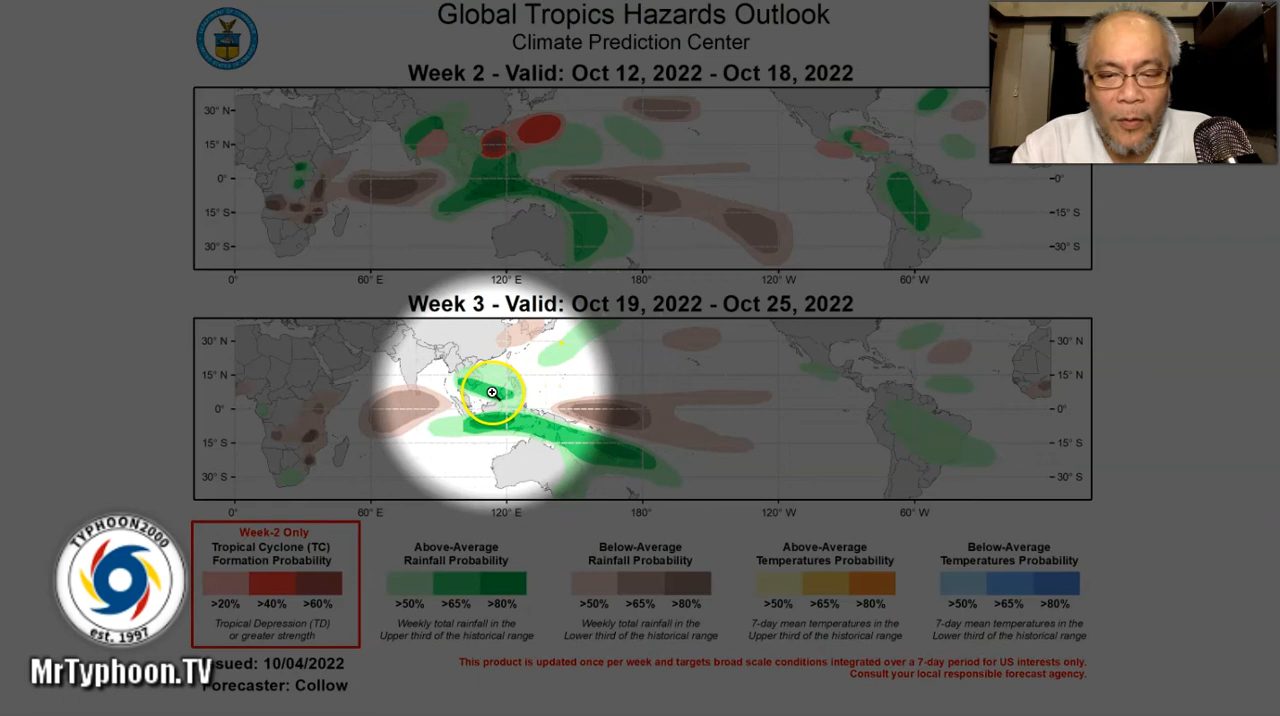 Global Tropics Hazards Outlook
Climate Prediction Center
Week 2 - Valid: Oct 12, 2022 - Oct 18, 2022
30° N
15° N
0°
15° S
30° S
0°
15° S
30° S
0° 60° E 120° E 180° 120° W 60° W
Week 3 - Valid: Oct 19, 2022 - Oct 25, 2022
30° N
15° N
0°
15° S
30° S
30° N
15° N
0°
15° S
30° S
0° 60° E 120° E 180° 120° W 60° W
Week-2 Only
Tropical Cyclone (TC)
Formation Probability
>20% >40% >60%
Tropical Depression (TD)
or greater strength
Above-Average
Rainfall Probability
>50% >65% >80%
Weekly total rainfall in the
Upper third of the historical range
Below-Average
Rainfall Probability
>50% >65% >80%
Weekly total rainfall in the
Lower third of the historical range
Above-Average
Temperatures Probability
>50% >65% >80%
7-day mean temperatures in the
Upper third of the historical range
Below-Average
Temperatures Probability
>50% >65% >80%
7-day mean temperatures in the
Lower third of the historical range
TYPHOON2000
est. 1997
MrTyphoon.TV
ssued: 10/04/2022
Forecaster: Collow
This product is updated once per week and targets broad scale conditions integrated over a 7-day period for US interests only.
Consult your local responsible forecast agency.